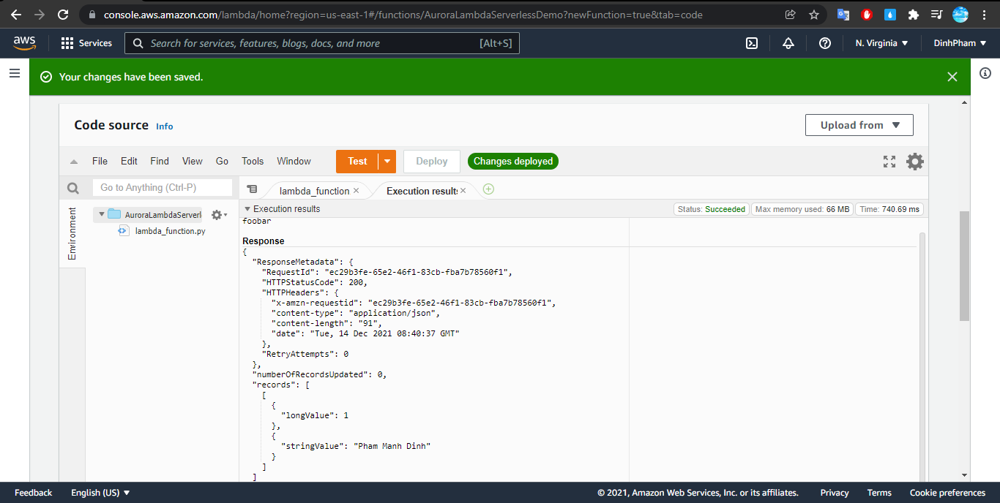 console.aws.amazon.com/lambda/home?region=us-east-1#/functions/AuroraLambdaServerlessDemo?newFunction=true&tab=code
aws
Services
Search for services, features, blogs, docs, and more
[Alt+S]
N. Virginia
DinhPham
Your changes have been saved.
Code source
Info
Upload from
File Edit Find View Go Tools Window
Test
Deploy
Changes deployed
Go to Anything (Ctrl-P)
lambda_function
Execution results
Environment
AuroraLambdaServerl
lambda_function.py
Execution results
Status: Succeeded
Max memory used: 66 MB
Time: 740.69 ms
foobar
Response
{
"ResponseMetadata": {
"RequestId": "ec29b3fe-65e2-46f1-83cb-fba7b78560f1",
"HTTPStatusCode": 200,
"HTTPHeaders": {
"x-amzn-requestid": "ec29b3fe-65e2-46f1-83cb-fba7b78560f1",
"content-type": "application/json",
"content-length": "91",
"date": "Tue, 14 Dec 2021 08:40:37 GMT"
},
"RetryAttempts": 0
},
"numberOfRecordsUpdated": 0,
"records": [
[
{
"longValue": 1
},
{
"stringValue": "Pham Manh Dinh"
}
]
]
Feedback
English (US)
© 2021, Amazon Web Services, Inc. or its affiliates.
Privacy
Terms
Cookie preferences